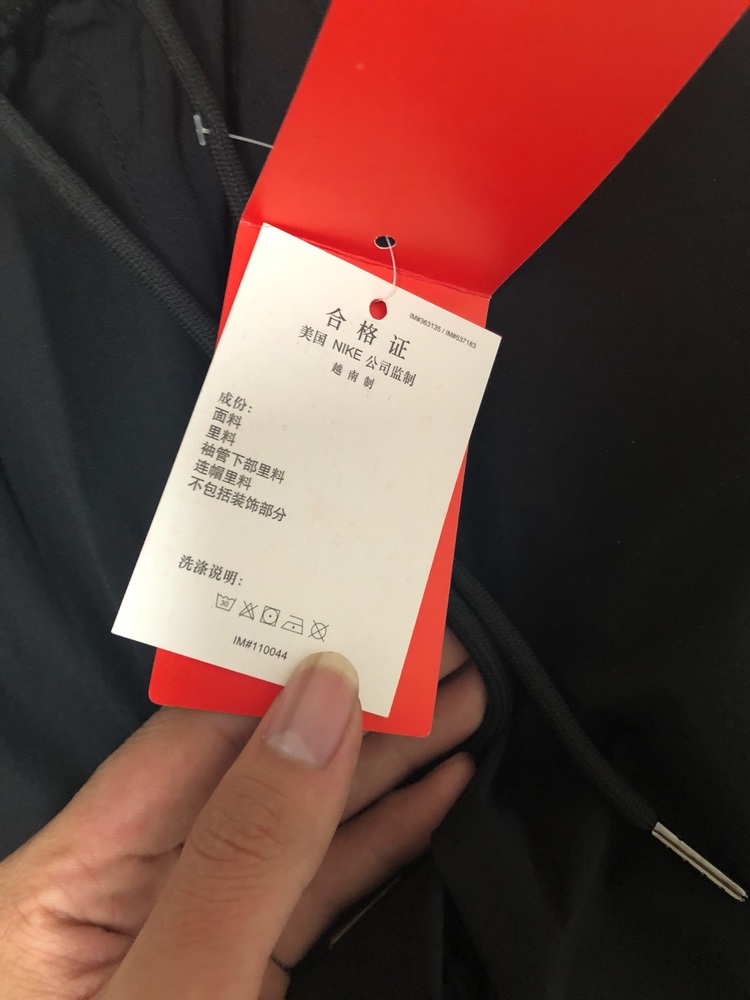 IM#363135 / IM#537183
合格证
美国 NIKE 公司监制
越南制
成份:
面料
里料
袖管下部里料
连帽里料
不包括装饰部分
洗涤说明:
30
IM#110044